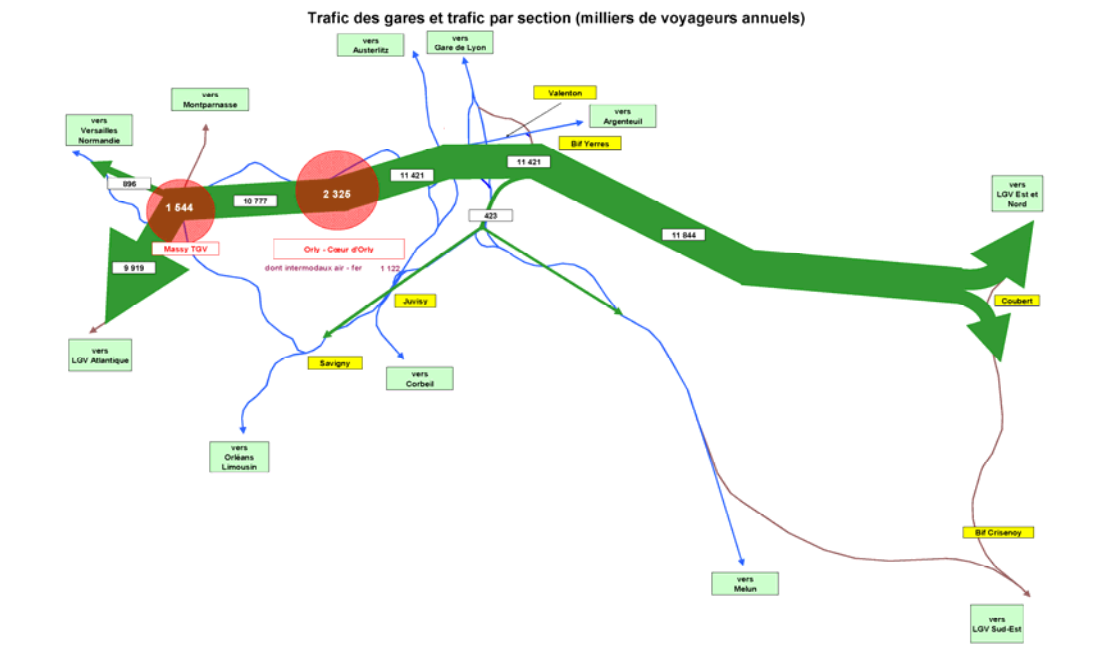 Trafic des gares et trafic par section (milliers de voyageurs annuels)
vers
Austerlitz
vers
Gare de Lyon
vers
Montparnasse
Valenton
vers
Argenteuil
vers
Versailles
Normandie
Bif Yerres
11 421
11 421
896
1 544
10 777
2 325
vers
LGV Est et
Nord
423
11 844
Massy TGV
Orly - Cœur d'Orly
9 919
dont intermodaux air - fer
1 122
Juvisy
Coubert
vers
LGV Atlantique
Savigny
vers
Corbeil
vers
Orléans
Limousin
Bif Crisenoy
vers
Melun
vers
LGV Sud-Est